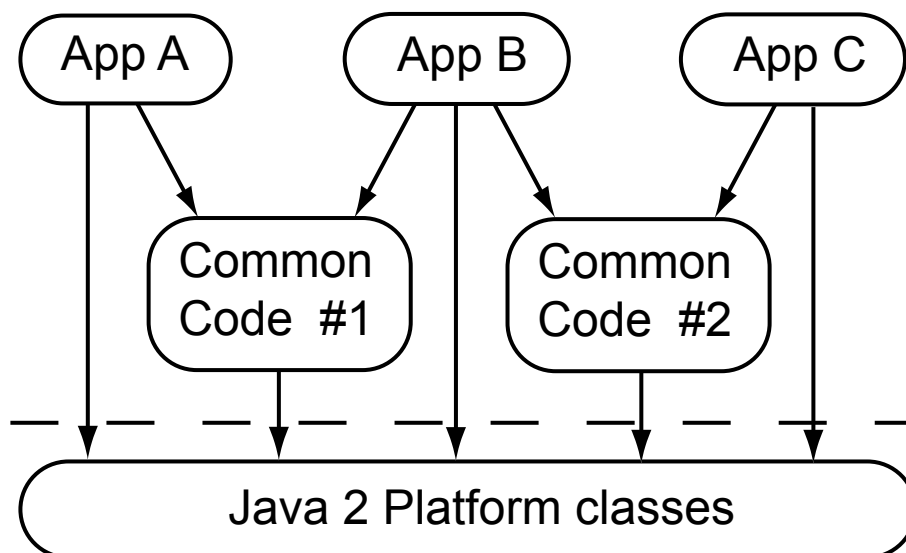 App A
App B
App C
Common
Code #1
Common
Code #2
Java 2 Platform classes